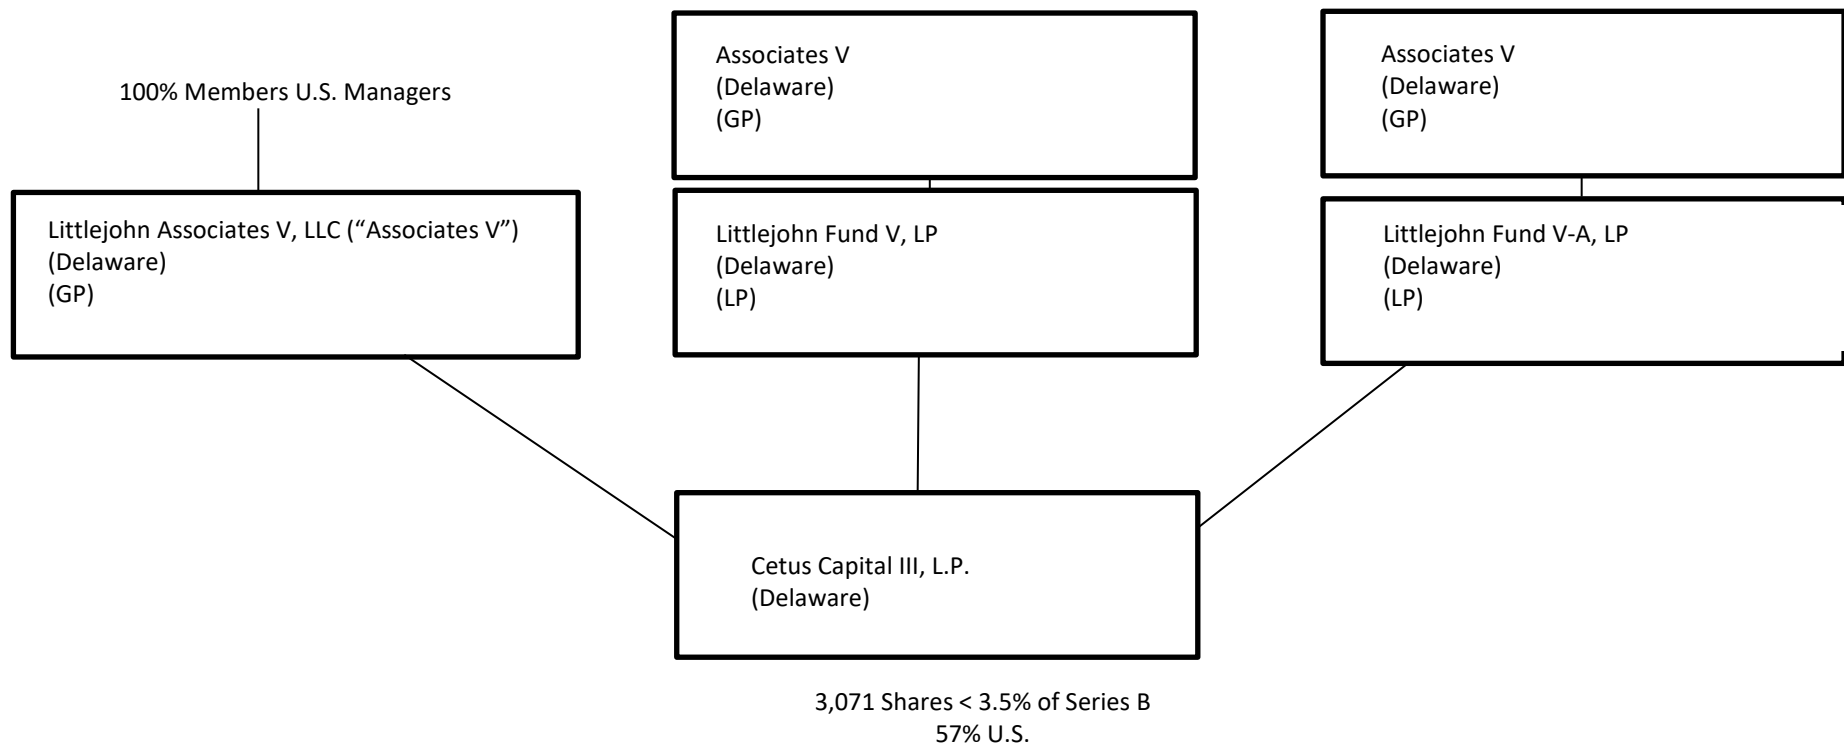 100% Members U.S. Managers
Littlejohn Associates V, LLC (“Associates V”)
(Delaware)
(GP)
Associates V
(Delaware)
(GP)
Littlejohn Fund V, LP
(Delaware)
(LP)
Associates V
(Delaware)
(GP)
Littlejohn Fund V-A, LP
(Delaware)
(LP)
Cetus Capital III, L.P.
(Delaware)
3,071 Shares < 3.5% of Series B
57% U.S.